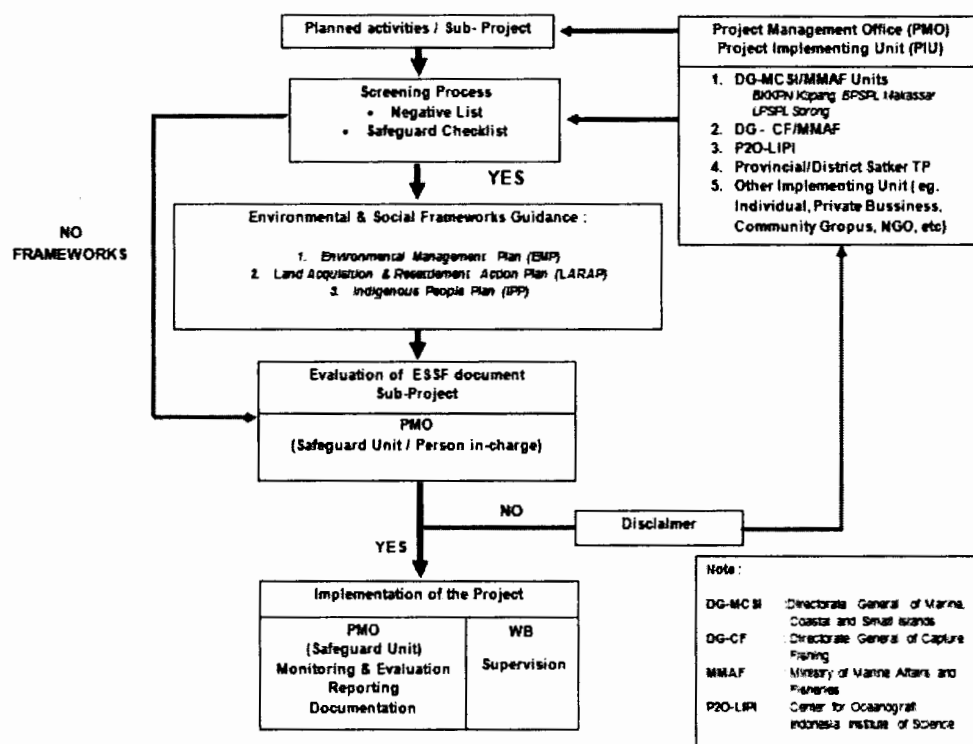 Planned activities / Sub- Project
Project Management Office (PMO)
Project Implementing Unit (PIU)
1. DG-MCSI/MMAF Units
BKKPN Kupang BPSPL Makassar
LPSPL Sorong
2. DG - CF/MMAF
3. P2O-LIPI
4. Provincial/District Satker TP
5. Other Implementing Unit ( eg.
Individual, Private Bussiness,
Community Gropus, NGO, etc)
Screening Process
• Negative List
• Safeguard Checklist
YES
NO
FRAMEWORKS
Environmental & Social Frameworks Guidance :
1. Environmental Management Plan (EMP)
2. Land Acquisition & Resettlement Action Plan (LARAP)
3. Indigenous People Plan (IPP)
Evaluation of ESSF document
Sub-Project
PMO
(Safeguard Unit / Person in-charge)
NO
Disclaimer
YES
Implementation of the Project
PMO
(Safeguard Unit)
Monitoring & Evaluation
Reporting
Documentation
WB
Supervision
Note :
DG-MCSI :Directorate General of Marine,
Coastal and Small Islands
DG-CF : Directorate General of Capture
Fishing
MMAF : Ministry of Marine Affairs and
Fisheries
P2O-LIPI : Center for Oceanografi
Indonesia Institute of Science